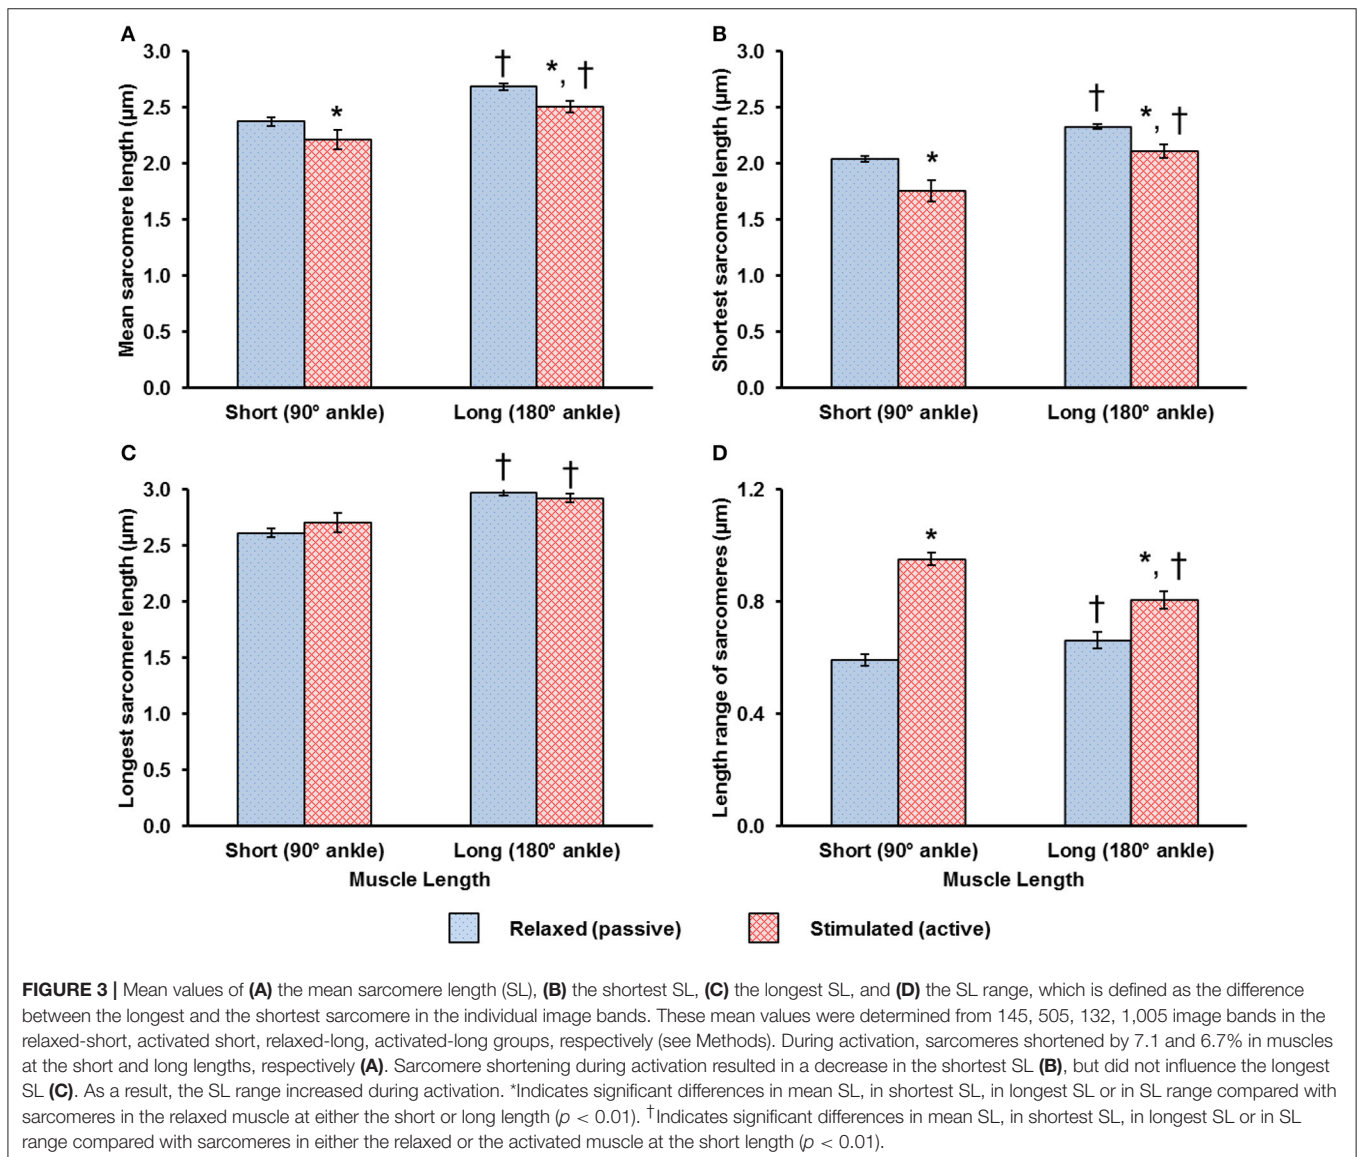 A
Mean sarcomere length (µm)
3.0
2.5
2.0
1.5
1.0
0.5
0.0
*
†
*, †
Short (90° ankle)
Long (180° ankle)
B
Shortest sarcomere length (µm)
3.0
2.5
2.0
1.5
1.0
0.5
0.0
*
†
*, †
Short (90° ankle)
Long (180° ankle)
C
Longest sarcomere length (µm)
3.0
2.5
2.0
1.5
1.0
0.5
0.0
†
†
Short (90° ankle)
Long (180° ankle)
Muscle Length
D
Length range of sarcomeres (µm)
1.2
0.8
0.4
0.0
*
†
*, †
Short (90° ankle)
Long (180° ankle)
Muscle Length
Relaxed (passive)
Stimulated (active)
FIGURE 3 | Mean values of (A) the mean sarcomere length (SL), (B) the shortest SL, (C) the longest SL, and (D) the SL range, which is defined as the difference
between the longest and the shortest sarcomere in the individual image bands. These mean values were determined from 145, 505, 132, 1,005 image bands in the
relaxed-short, activated short, relaxed-long, activated-long groups, respectively (see Methods). During activation, sarcomeres shortened by 7.1 and 6.7% in muscles
at the short and long lengths, respectively (A). Sarcomere shortening during activation resulted in a decrease in the shortest SL (B), but did not influence the longest
SL (C). As a result, the SL range increased during activation. *Indicates significant differences in mean SL, in shortest SL, in longest SL or in SL range compared with
sarcomeres in the relaxed muscle at either the short or long length (p < 0.01). †Indicates significant differences in mean SL, in shortest SL, in longest SL or in SL
range compared with sarcomeres in either the relaxed or the activated muscle at the short length (p < 0.01).